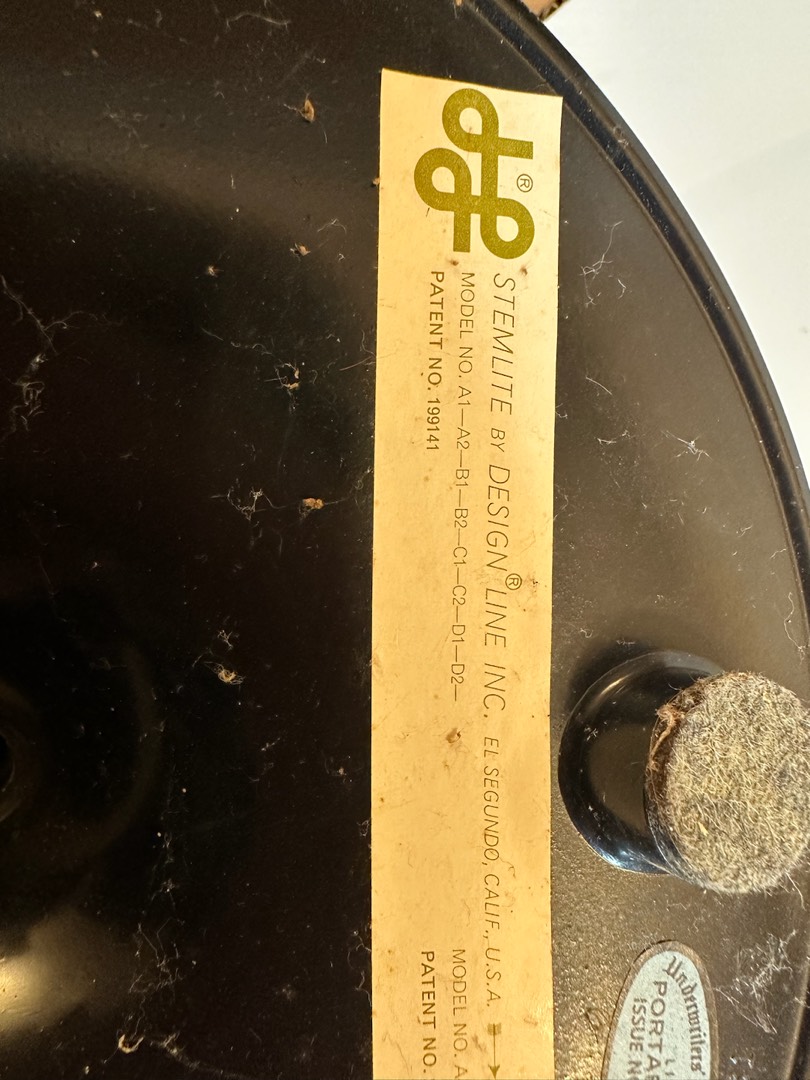 ®
STEMLITE BY DESIGN® LINE INC. EL SEGUNDO, CALIF., U.S.A.
MODEL NO. A1—A2—B1—B2—C1—C2—D1—D2—
PATENT NO. 199141
MODEL NO. A
PATENT NO.
Underwriters'
PORTA
ISSUE N